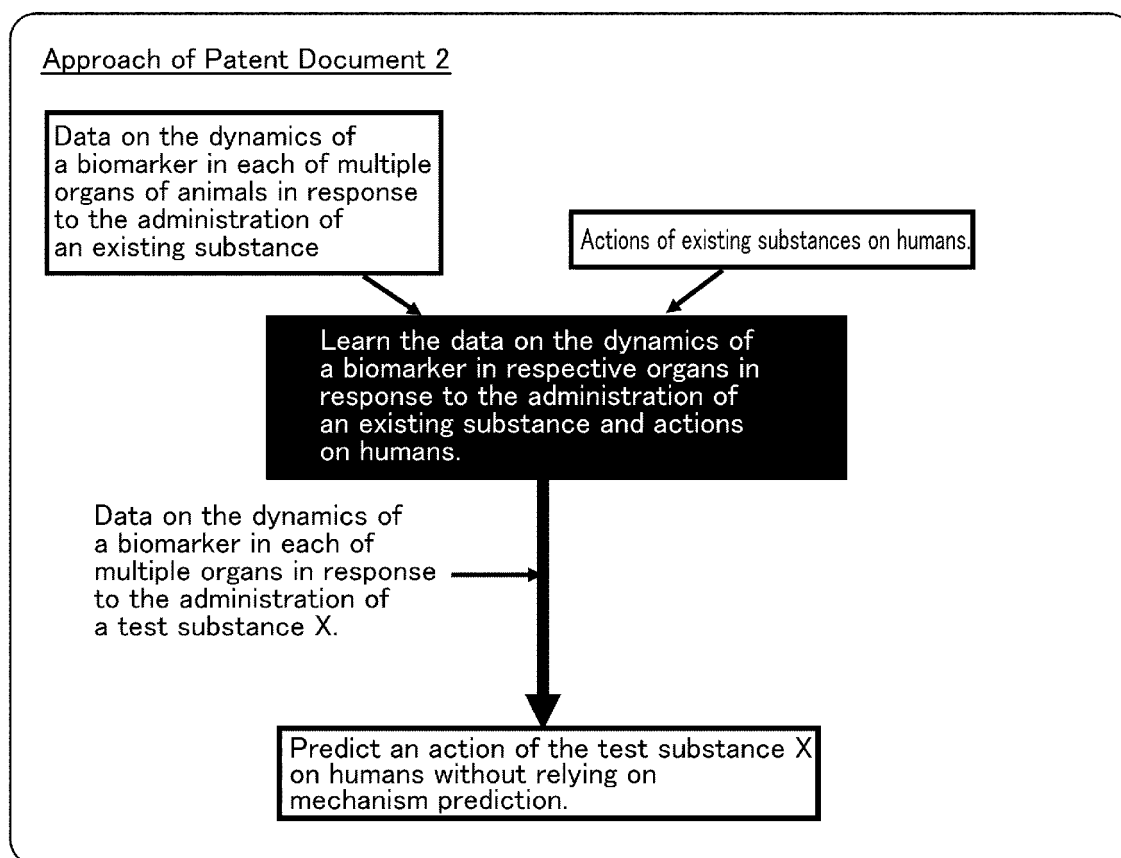 Approach of Patent Document 2
Data on the dynamics of
a biomarker in each of multiple
organs of animals in response
to the administration of
an existing substance
Actions of existing substances on humans.
Learn the data on the dynamics of
a biomarker in respective organs in
response to the administration of
an existing substance and actions
on humans.
Data on the dynamics of
a biomarker in each of
multiple organs in response
to the administration of
a test substance X.
Predict an action of the test substance X
on humans without relying on
mechanism prediction.